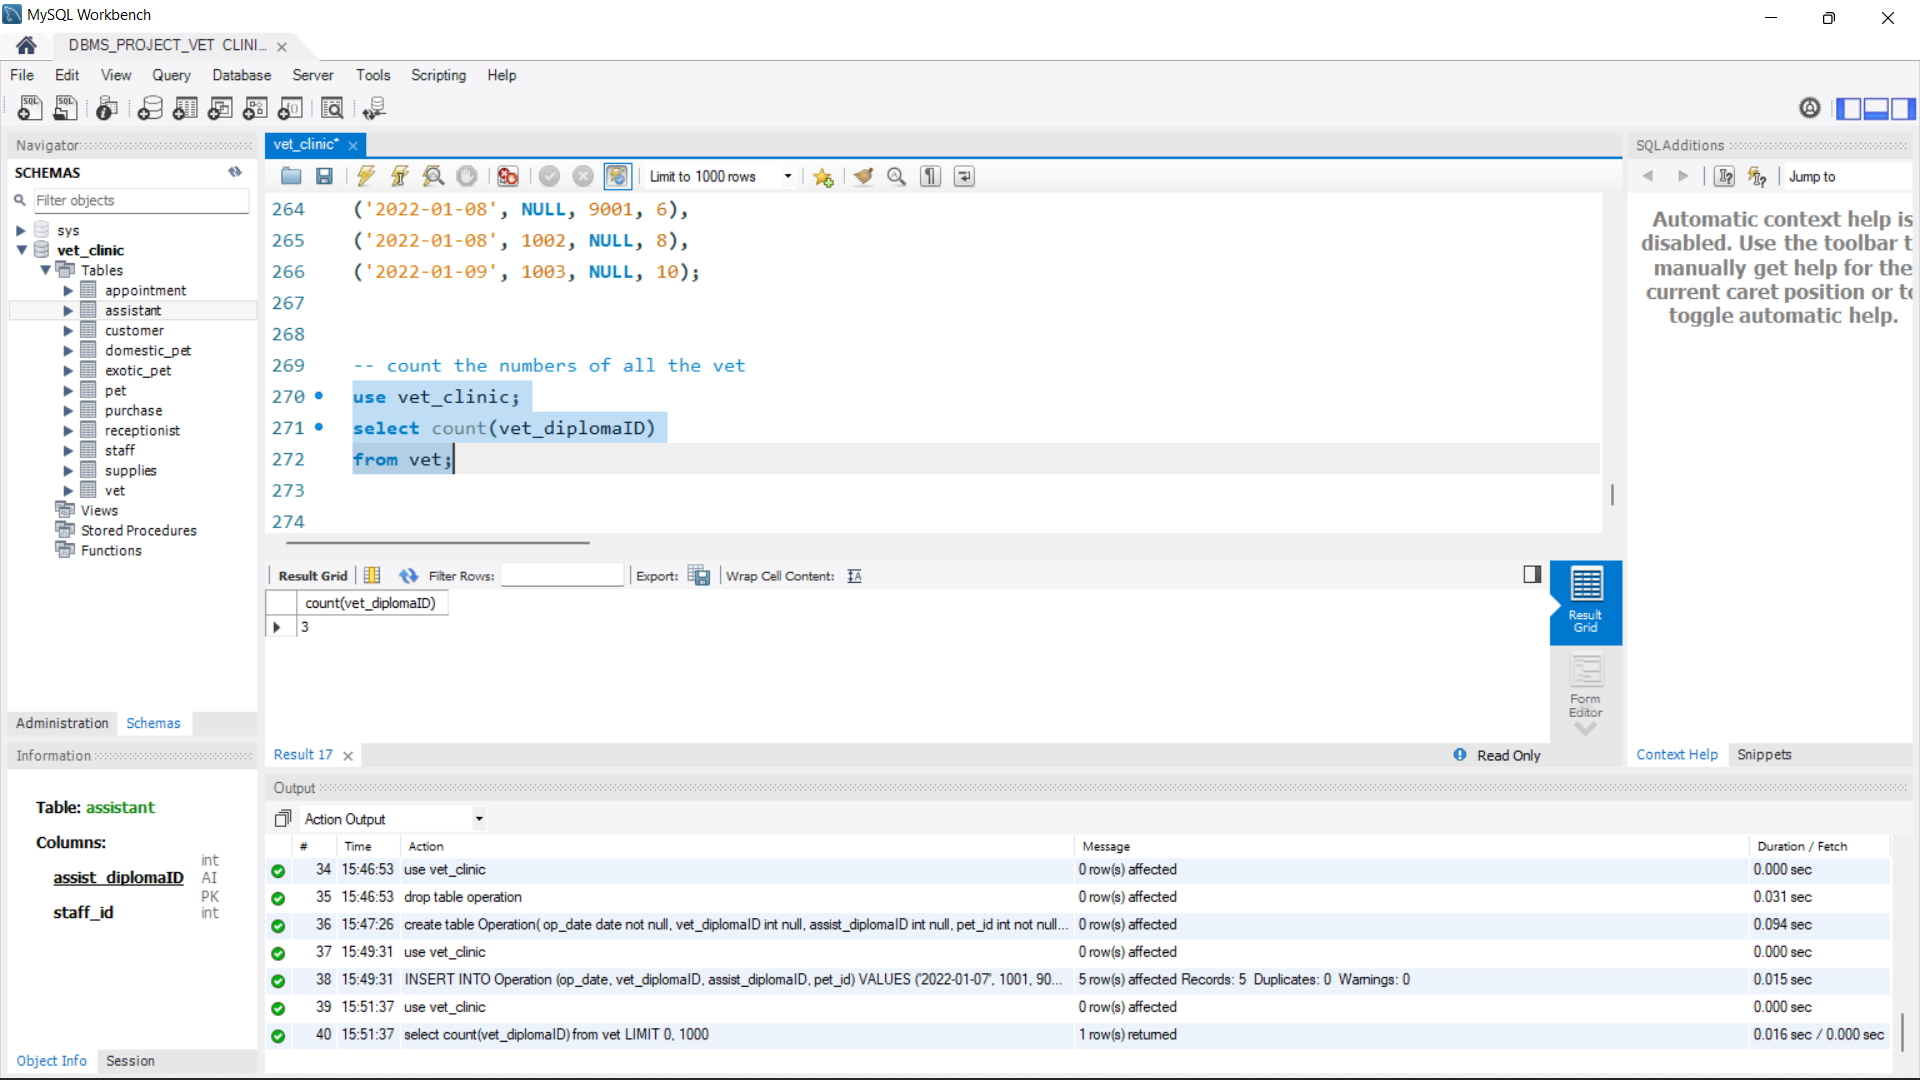 MySQL Workbench
DBMS_PROJECT_VET CLINI...
File Edit View Query Database Server Tools Scripting Help
Navigator
SCHEMAS
Filter objects
sys
vet_clinic
Tables
appointment
assistant
customer
domestic_pet
exotic_pet
pet
purchase
receptionist
staff
supplies
vet
Views
Stored Procedures
Functions
Administration Schemas
Information
Table: assistant
Columns:
assist_diplomaID int AI PK
staff_id int
Object Info Session
vet_clinic*
Limit to 1000 rows
264 ('2022-01-08', NULL, 9001, 6),
265 ('2022-01-08', 1002, NULL, 8),
266 ('2022-01-09', 1003, NULL, 10);
267
268
269 -- count the numbers of all the vet
270 use vet_clinic;
271 select count(vet_diplomaID)
272 from vet;
273
274
Result Grid Filter Rows: Export: Wrap Cell Content:
count(vet_diplomaID)
3
Result Grid
Form Editor
Result 17 Read Only
SQLAdditions
Jump to
Automatic context help is
disabled. Use the toolbar t
manually get help for the
current caret position or to
toggle automatic help.
Context Help Snippets
Output
Action Output
# Time Action Message Duration / Fetch
34 15:46:53 use vet_clinic 0 row(s) affected 0.000 sec
35 15:46:53 drop table operation 0 row(s) affected 0.031 sec
36 15:47:26 create table Operation( op_date date not null, vet_diplomaID int null, assist_diplomaID int null, pet_id int not null... 0 row(s) affected 0.094 sec
37 15:49:31 use vet_clinic 0 row(s) affected 0.000 sec
38 15:49:31 INSERT INTO Operation (op_date, vet_diplomaID, assist_diplomaID, pet_id) VALUES ('2022-01-07', 1001, 90... 5 row(s) affected Records: 5 Duplicates: 0 Warnings: 0 0.015 sec
39 15:51:37 use vet_clinic 0 row(s) affected 0.000 sec
40 15:51:37 select count(vet_diplomaID) from vet LIMIT 0, 1000 1 row(s) returned 0.016 sec / 0.000 sec